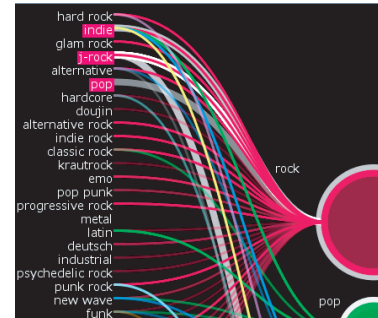 hard rock
indie
glam rock
j-rock
alternative
pop
hardcore
doujin
alternative rock
indie rock
classic rock
krautrock
emo
pop punk
progressive rock
metal
latin
deutsch
industrial
psychedelic rock
punk rock
new wave
funk
rock
pop